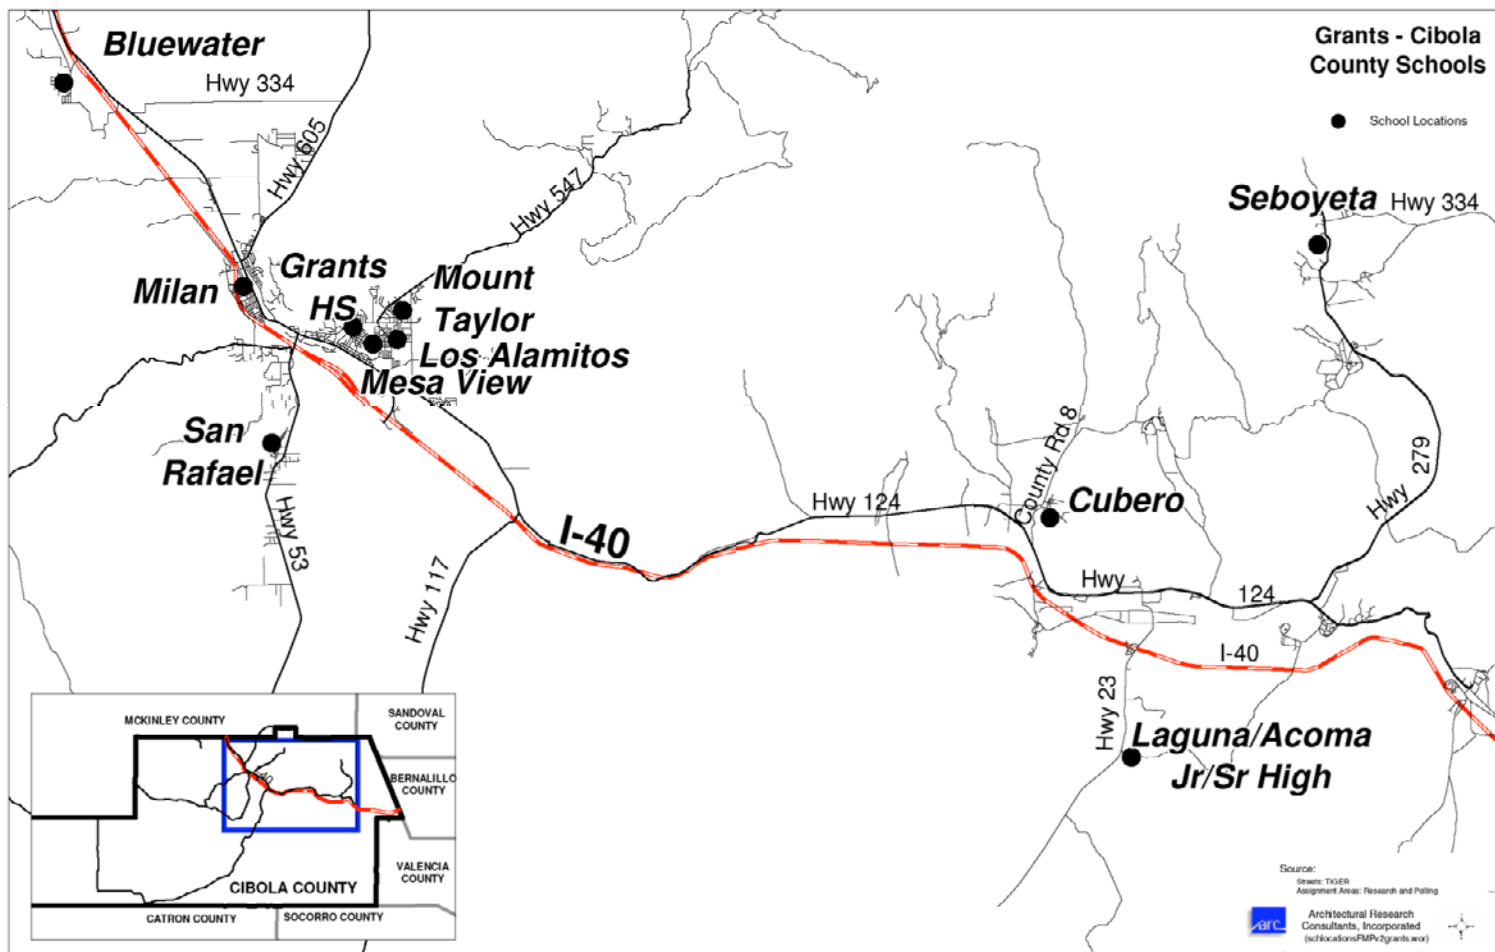 Bluewater
Hwy 334
Grants - Cibola
County Schools
School Locations
Hwy 605
Hwy 547
Seboyeta
Hwy 334
Grants
HS
Milan
Mount
Taylor
Los Alamitos
Mesa View
San
Rafael
Hwy 53
Hwy 117
I-40
Hwy 124
County Rd 8
Cubero
Hwy 279
Hwy 124
I-40
Hwy 23
Laguna/Acoma
Jr/Sr High
MCKINLEY COUNTY
SANDOVAL
COUNTY
BERNALILLO
COUNTY
VALENCIA
COUNTY
CIBOLA COUNTY
CATRON COUNTY
SOCORRO COUNTY
Source:
Streets: TIGER
Assignment Areas: Research and Polling
arc
Architectural Research
Consultants, Incorporated
(schlocationsFMPv2grants.wor)